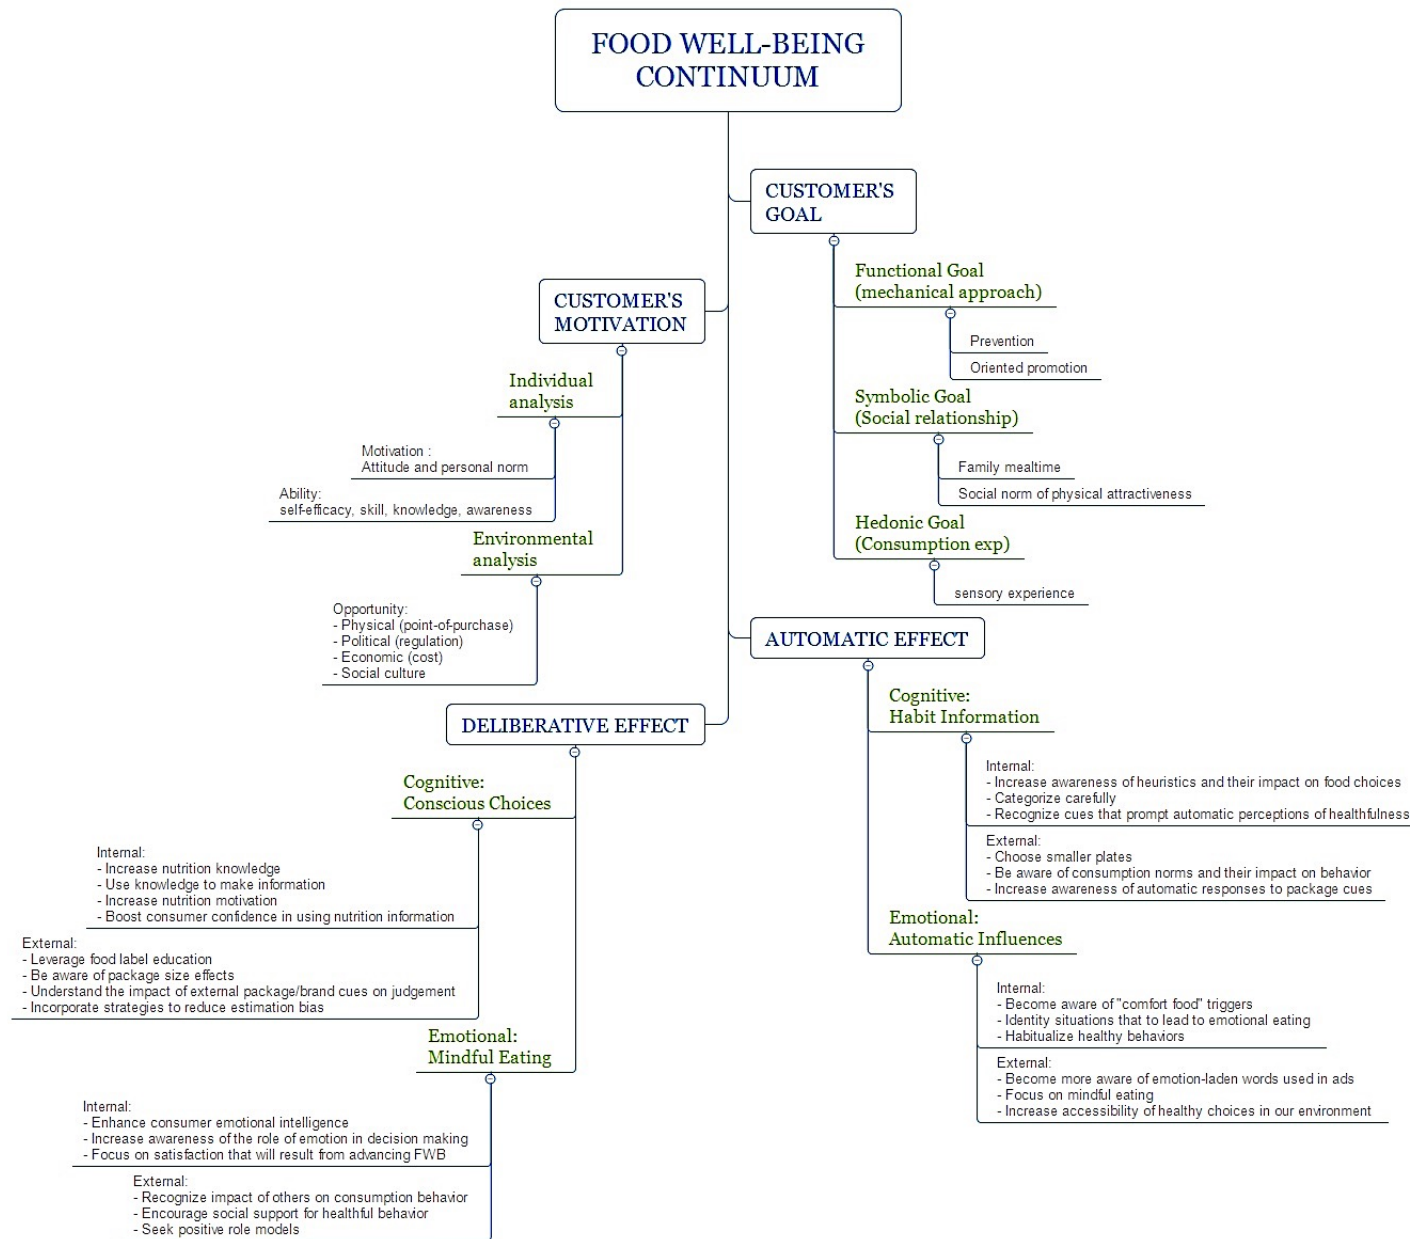 FOOD WELL-BEING
CONTINUUM
CUSTOMER'S
GOAL
Functional Goal
(mechanical approach)
Prevention
Oriented promotion
Symbolic Goal
(Social relationship)
Family mealtime
Social norm of physical attractiveness
Hedonic Goal
(Consumption exp)
sensory experience
CUSTOMER'S
MOTIVATION
Individual
analysis
Motivation :
Attitude and personal norm
Ability:
self-efficacy, skill, knowledge, awareness
Environmental
analysis
Opportunity:
- Physical (point-of-purchase)
- Political (regulation)
- Economic (cost)
- Social culture
AUTOMATIC EFFECT
Cognitive:
Habit Information
Internal:
- Increase awareness of heuristics and their impact on food choices
- Categorize carefully
- Recognize cues that prompt automatic perceptions of healthfulness
External:
- Choose smaller plates
- Be aware of consumption norms and their impact on behavior
- Increase awareness of automatic responses to package cues
Emotional:
Automatic Influences
Internal:
- Become aware of "comfort food" triggers
- Identity situations that to lead to emotional eating
- Habitualize healthy behaviors
External:
- Become more aware of emotion-laden words used in ads
- Focus on mindful eating
- Increase accessibility of healthy choices in our environment
DELIBERATIVE EFFECT
Cognitive:
Conscious Choices
Internal:
- Increase nutrition knowledge
- Use knowledge to make information
- Increase nutrition motivation
- Boost consumer confidence in using nutrition information
External:
- Leverage food label education
- Be aware of package size effects
- Understand the impact of external package/brand cues on judgement
- Incorporate strategies to reduce estimation bias
Emotional:
Mindful Eating
Internal:
- Enhance consumer emotional intelligence
- Increase awareness of the role of emotion in decision making
- Focus on satisfaction that will result from advancing FWB
External:
- Recognize impact of others on consumption behavior
- Encourage social support for healthful behavior
- Seek positive role models